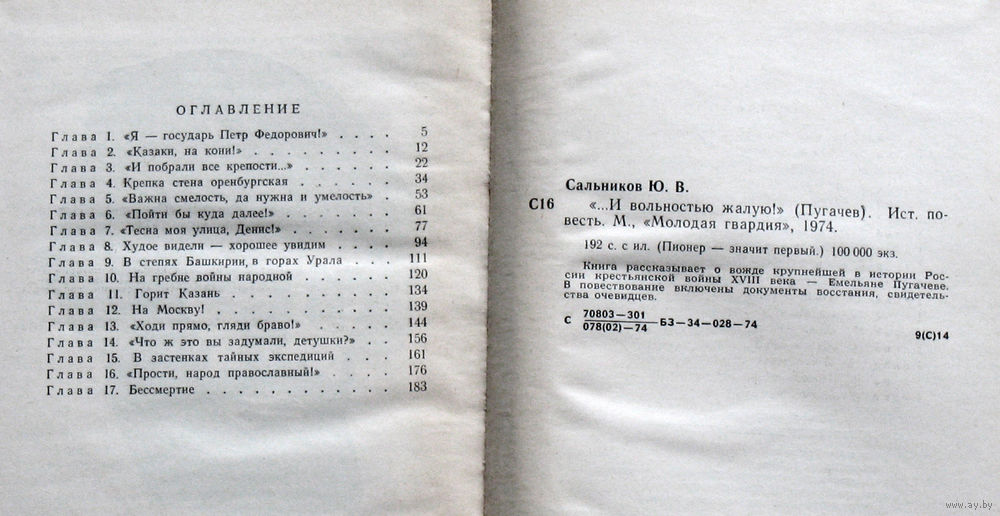 ОГЛАВЛЕНИЕ
Глава 1. «Я — государь Петр Федорович!» . . . . 5
Глава 2. «Казаки, на кони!» . . . . . . . . 12
Глава 3. «И побрали все крепости...» . . . . . 22
Глава 4. Крепка стена оренбургская . . . . . 34
Глава 5. «Важна смелость, да нужна и умелость» . 53
Глава 6. «Пойти бы куда далее!» . . . . . . 61
Глава 7. «Тесна моя улица, Денис!» . . . . . 77
Глава 8. Худое видели — хорошее увидим . . . . 94
Глава 9. В степях Башкирии, в горах Урала . . . 111
Глава 10. На гребне войны народной . . . . . 120
Глава 11. Горит Казань . . . . . . . . . 134
Глава 12. На Москву! . . . . . . . . . . 139
Глава 13. «Ходи прямо, гляди браво!» . . . . . 144
Глава 14. «Что ж это вы задумали, детушки?» . . 156
Глава 15. В застенках тайных экспедиций . . . . 161
Глава 16. «Прости, народ православный!» . . . . 176
Глава 17. Бессмертие . . . . . . . . . . 183
Сальников Ю. В.
С16 «...И вольностью жалую!» (Пугачев). Ист. по-
весть. М., «Молодая гвардия», 1974.
192 с. с ил. (Пионер — значит первый.) 100 000 экз.
Книга рассказывает о вожде крупнейшей в истории Рос-
сии крестьянской войны XVIII века — Емельяне Пугачеве.
В повествование включены документы восстания, свидетель-
ства очевидцев.
С 70803—301
078(02)—74 БЗ—34—028—74
9(С)14
www.ay.by